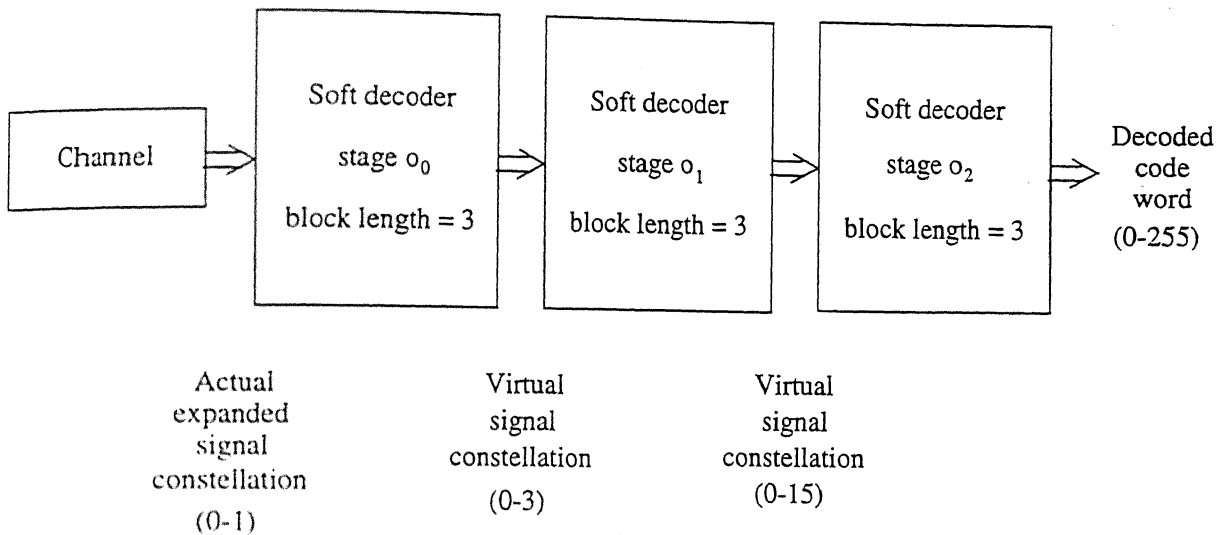 Channel
Soft decoder
stage o₀
block length = 3
Soft decoder
stage o₁
block length = 3
Soft decoder
stage o₂
block length = 3
Decoded
code
word
(0-255)
Actual
expanded
signal
constellation
(0-1)
Virtual
signal
constellation
(0-3)
Virtual
signal
constellation
(0-15)